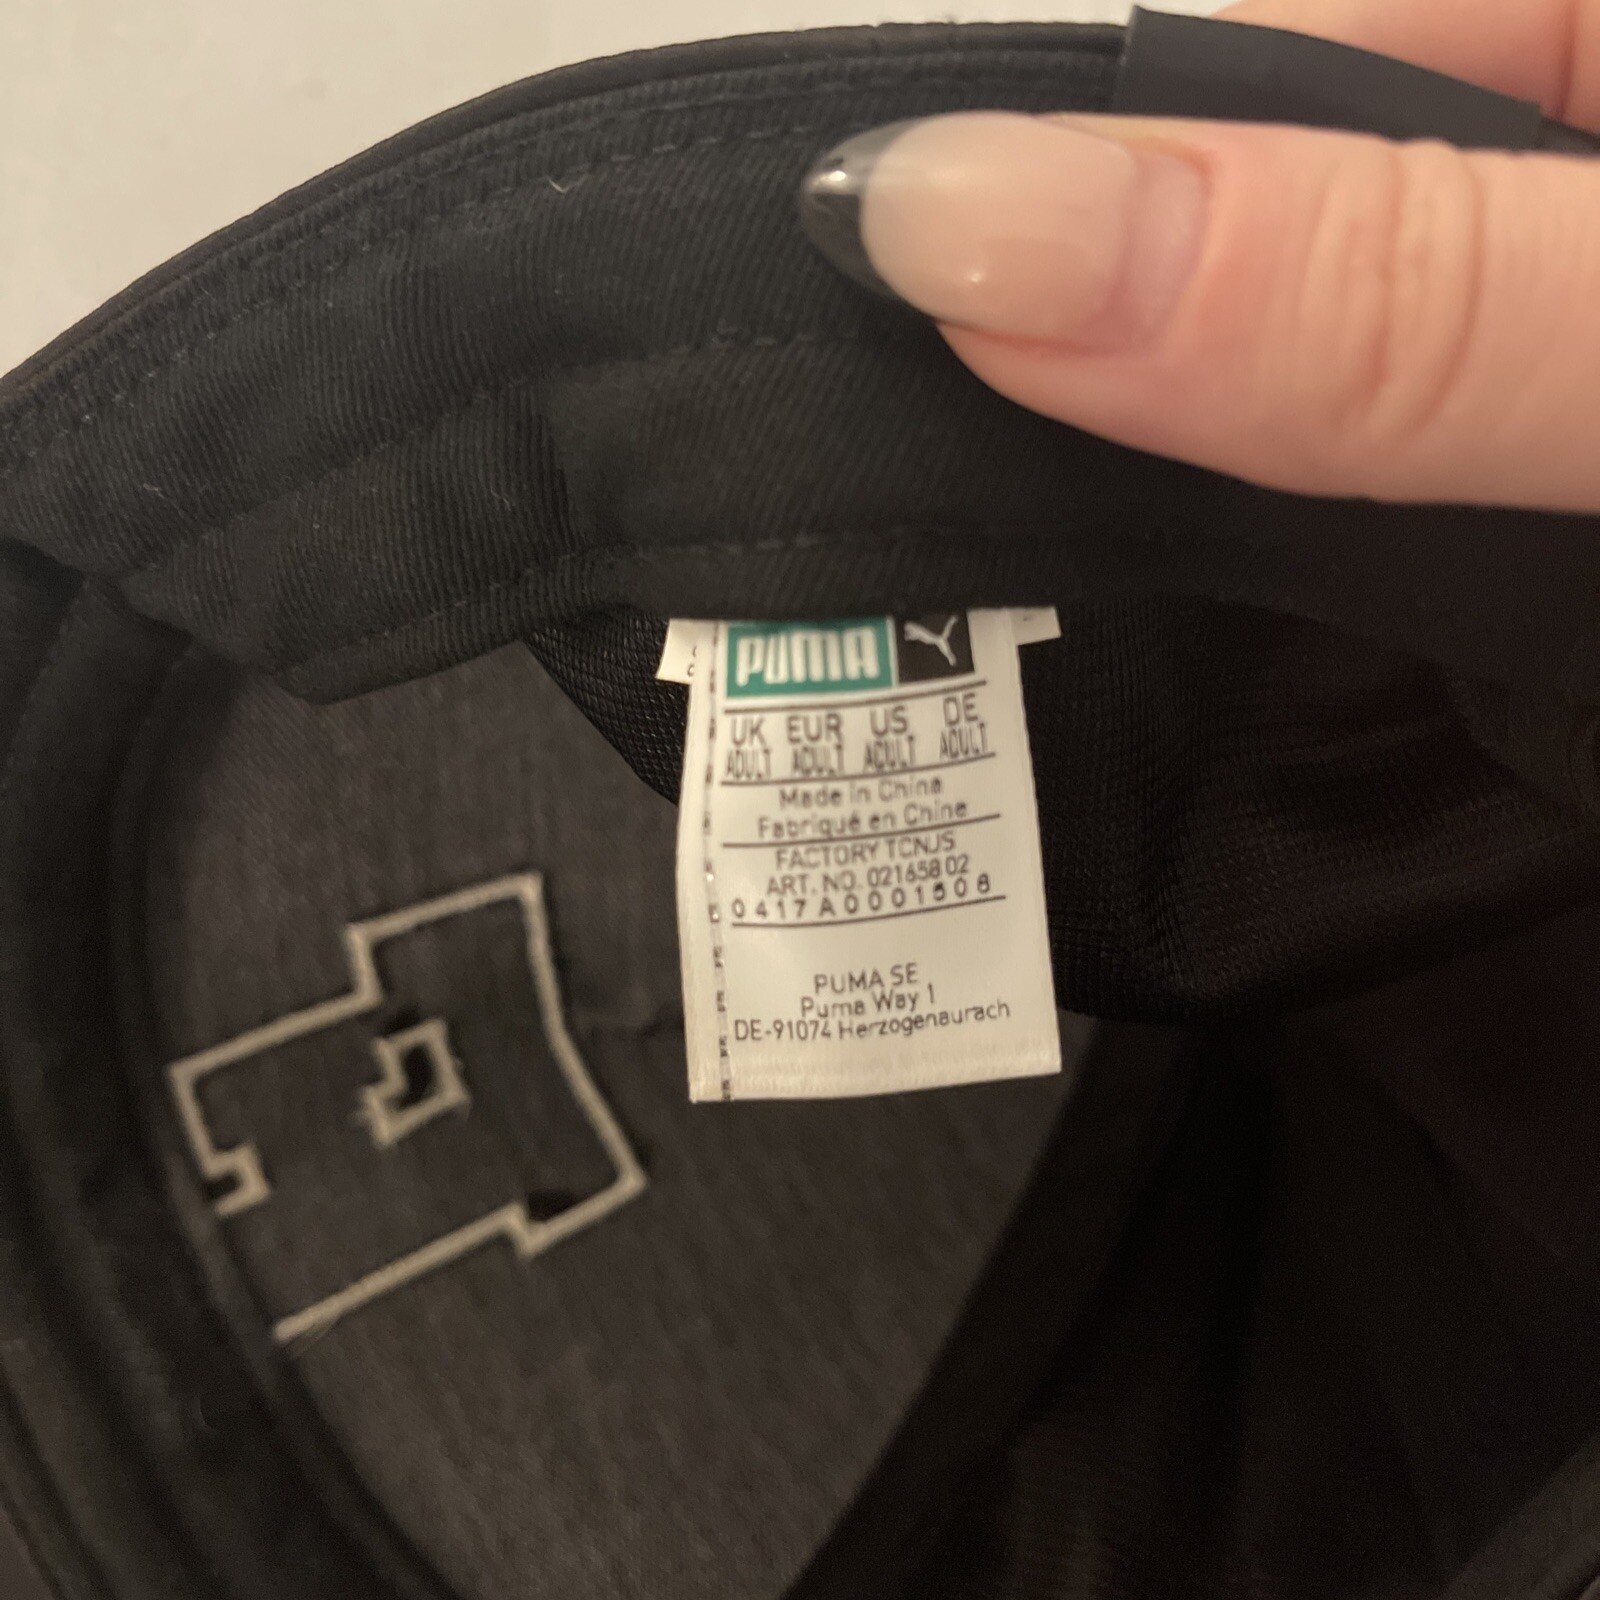 PUMA
UK EUR US DE
ADULT ADULT ADULT ADULT
Made in China
Fabriqué en Chine
FACTORY TCNJS
ART. NO. 021658 02
0417A0001508
PUMA SE
Puma Way 1
DE-91074 Herzogenaurach